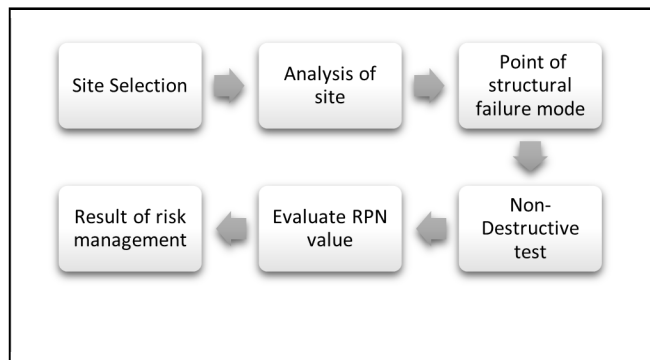 Site Selection
Analysis of
site
Point of
structural
failure mode
Non-
Destructive
test
Evaluate RPN
value
Result of risk
management